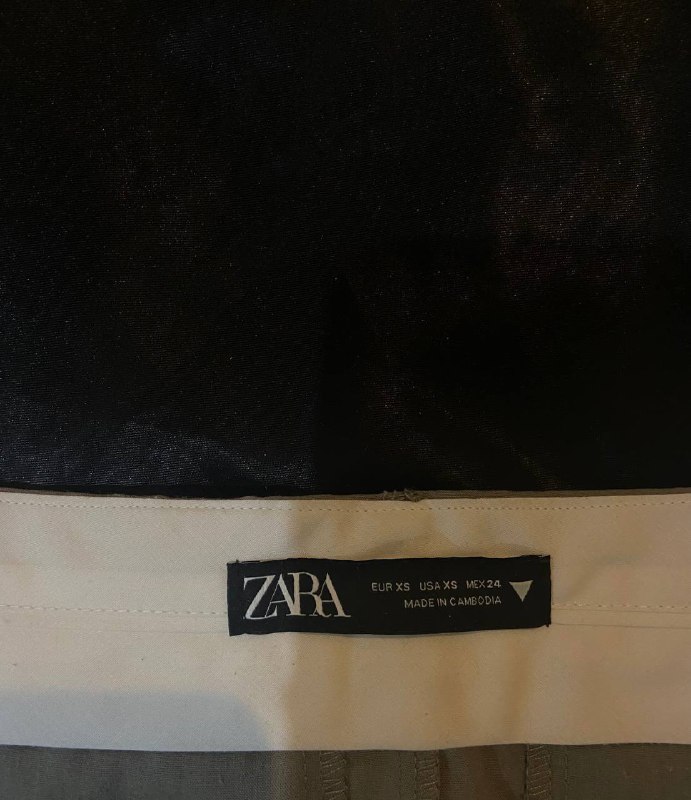 ZARA
EUR XS USA XS MEX 24
MADE IN CAMBODIA